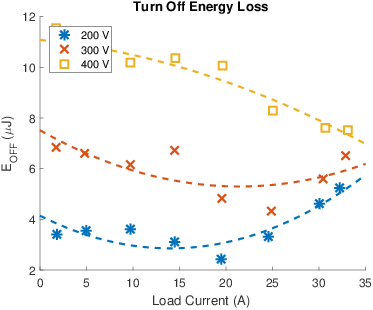 Turn Off Energy Loss
12
10
8
6
4
2
E_OFF (μJ)
200 V
300 V
400 V
0 5 10 15 20 25 30 35
Load Current (A)